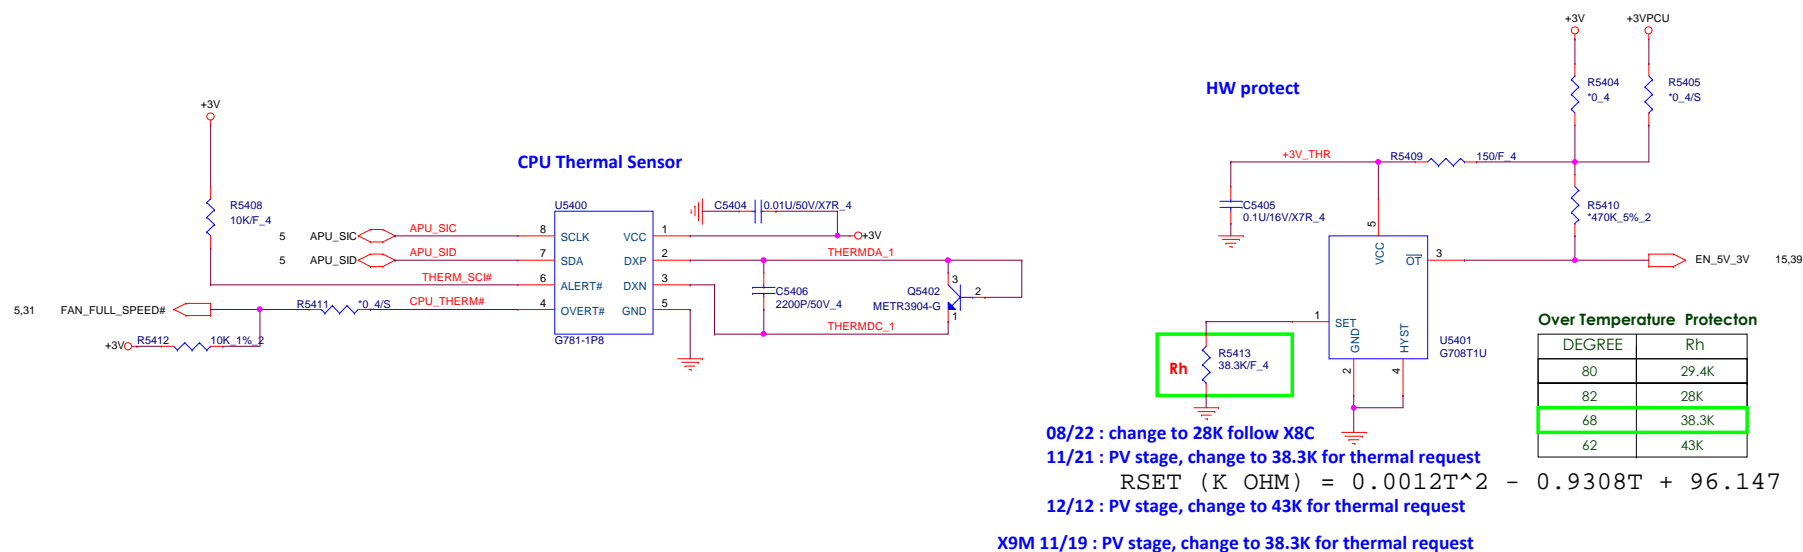 +3V
+3VPCU
R5404
*0_4
R5405
*0_4/S
HW protect
+3V
CPU Thermal Sensor
+3V_THR
R5409
150/F_4
R5408
10K/F_4
U5400
C5404
0.01U/50V/X7R_4
C5405
0.1U/16V/X7R_4
R5410
*470K_5%_2
5
APU_SIC
APU_SIC
8
SCLK
VCC
1
+3V
5
APU_SID
APU_SID
7
SDA
DXP
2
THERMDA_1
THERM_SCI#
6
ALERT#
DXN
3
C5406
2200P/50V_4
Q5402
METR3904-G
3
2
1
5,31
FAN_FULL_SPEED#
R5411
*0_4/S
CPU_THERM#
4
OVERT#
GND
5
THERMDC_1
+3V
R5412
10K_1%_2
G781-1P8
5
VCC
OT
3
EN_5V_3V
15,39
1
SET
GND
HYST
2
4
U5401
G708T1U
Rh
R5413
38.3K/F_4
Over Temperature Protecton
DEGREE Rh
80 29.4K
82 28K
68 38.3K
62 43K
08/22 : change to 28K follow X8C
11/21 : PV stage, change to 38.3K for thermal request
RSET (K OHM) = 0.0012T^2 - 0.9308T + 96.147
12/12 : PV stage, change to 43K for thermal request
X9M 11/19 : PV stage, change to 38.3K for thermal request